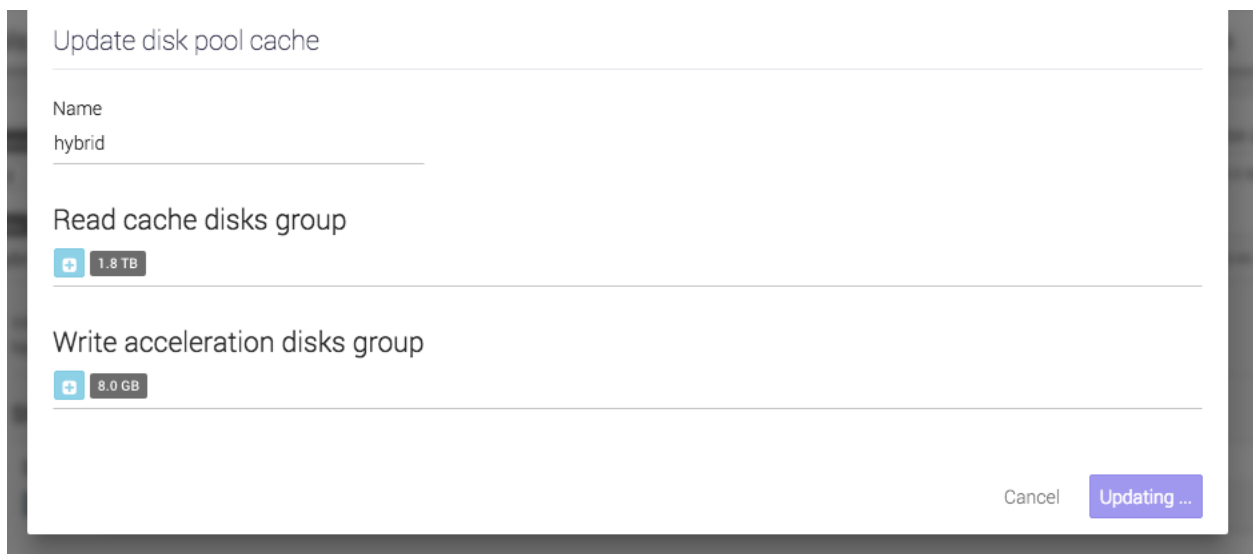 Update disk pool cache
Name
hybrid
Read cache disks group
1.8 TB
Write acceleration disks group
8.0 GB
Cancel
Updating ...